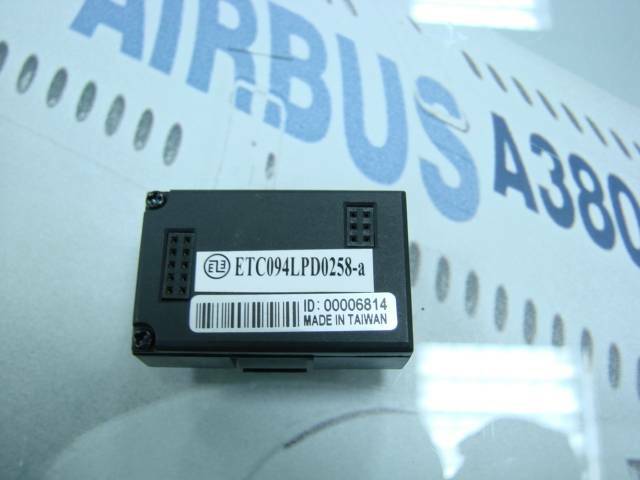 AIRBUS
A380
ETC094LPD0258-a
ID: 00006814
MADE IN TAIWAN